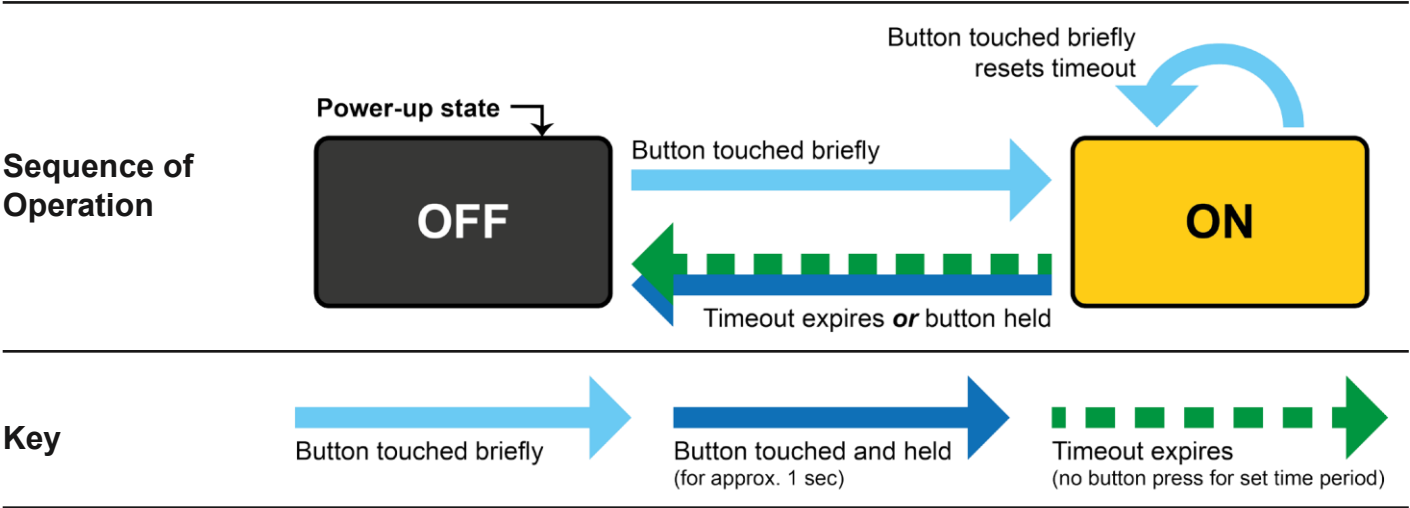 Button touched briefly
resets timeout
Power-up state
Sequence of
Operation
Button touched briefly
OFF
ON
Timeout expires or button held
Key
Button touched briefly
Button touched and held
(for approx. 1 sec)
Timeout expires
(no button press for set time period)